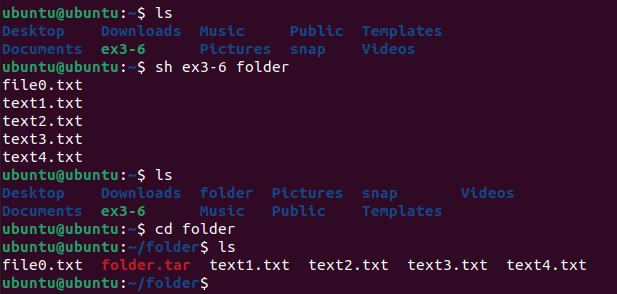 ubuntu@ubuntu:~$ ls
Desktop    Downloads  Music     Public  Templates
Documents  ex3-6      Pictures  snap    Videos
ubuntu@ubuntu:~$ sh ex3-6 folder
file0.txt
text1.txt
text2.txt
text3.txt
text4.txt
ubuntu@ubuntu:~$ ls
Desktop    Downloads  folder  Pictures  snap       Videos
Documents  ex3-6      Music   Public    Templates
ubuntu@ubuntu:~$ cd folder
ubuntu@ubuntu:~/folder$ ls
file0.txt  folder.tar  text1.txt  text2.txt  text3.txt  text4.txt
ubuntu@ubuntu:~/folder$